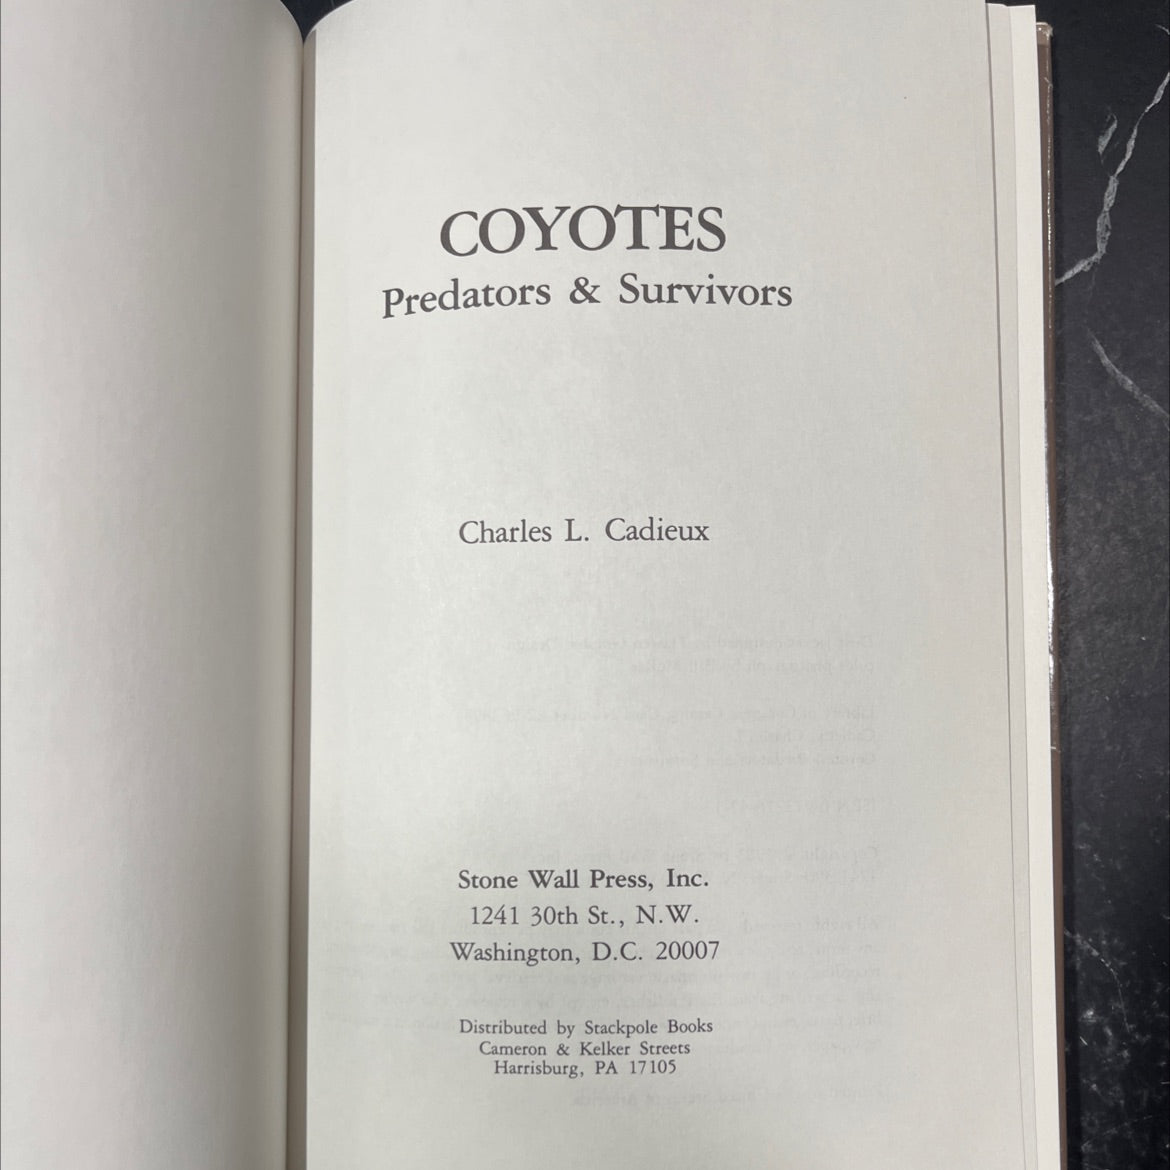 COYOTES
Predators & Survivors
Charles L. Cadieux
Stone Wall Press, Inc.
1241 30th St., N.W.
Washington, D.C. 20007
Distributed by Stackpole Books
Cameron & Kelker Streets
Harrisburg, PA 17105